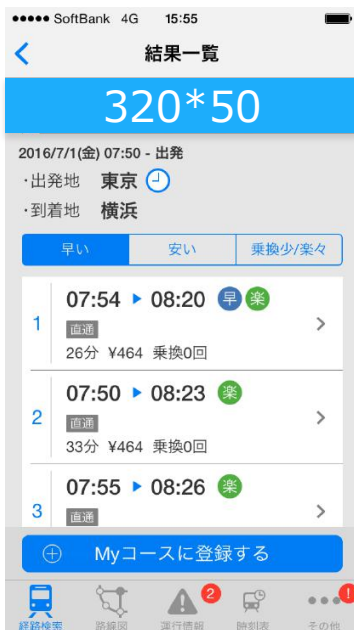 SoftBank 4G 15:55
結果一覧
320*50
2016/7/1(金) 07:50 - 出発
・出発地 東京
・到着地 横浜
早い 安い 乗換少/楽々
07:54 ▶ 08:20 早 楽
1
直通
26分 ¥464 乗換0回
07:50 ▶ 08:23 楽
2
直通
33分 ¥464 乗換0回
07:55 ▶ 08:26 楽
3
直通
Myコースに登録する
2 1
経路検索 路線図 運行情報 時刻表 その他